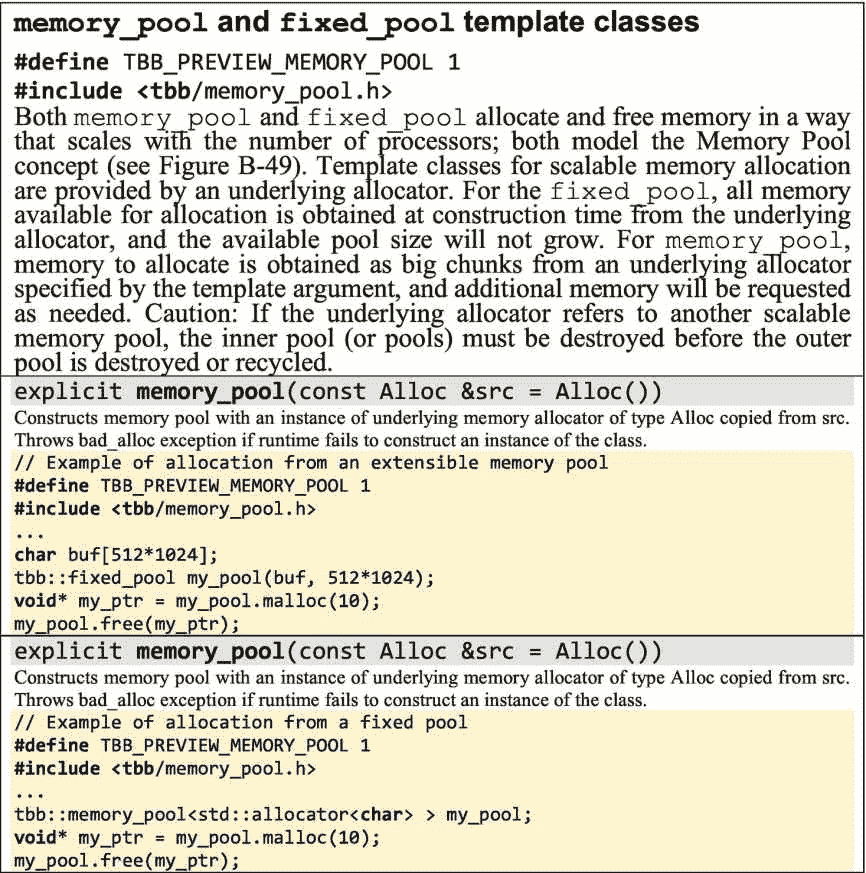 memory_pool and fixed_pool template classes
#define TBB_PREVIEW_MEMORY_POOL 1
#include <tbb/memory_pool.h>
Both memory_pool and fixed_pool allocate and free memory in a way
that scales with the number of processors; both model the Memory Pool
concept (see Figure B-49). Template classes for scalable memory allocation
are provided by an underlying allocator. For the fixed_pool, all memory
available for allocation is obtained at construction time from the underlying
allocator, and the available pool size will not grow. For memory_pool,
memory to allocate is obtained as big chunks from an underlying allocator
specified by the template argument, and additional memory will be requested
as needed. Caution: If the underlying allocator refers to another scalable
memory pool, the inner pool (or pools) must be destroyed before the outer
pool is destroyed or recycled.
explicit memory_pool(const Alloc &src = Alloc())
Constructs memory pool with an instance of underlying memory allocator of type Alloc copied from src.
Throws bad_alloc exception if runtime fails to construct an instance of the class.
// Example of allocation from an extensible memory pool
#define TBB_PREVIEW_MEMORY_POOL 1
#include <tbb/memory_pool.h>
...
char buf[512*1024];
tbb::fixed_pool my_pool(buf, 512*1024);
void* my_ptr = my_pool.malloc(10);
my_pool.free(my_ptr);
explicit memory_pool(const Alloc &src = Alloc())
Constructs memory pool with an instance of underlying memory allocator of type Alloc copied from src.
Throws bad_alloc exception if runtime fails to construct an instance of the class.
// Example of allocation from a fixed pool
#define TBB_PREVIEW_MEMORY_POOL 1
#include <tbb/memory_pool.h>
...
tbb::memory_pool<std::allocator<char> > my_pool;
void* my_ptr = my_pool.malloc(10);
my_pool.free(my_ptr);